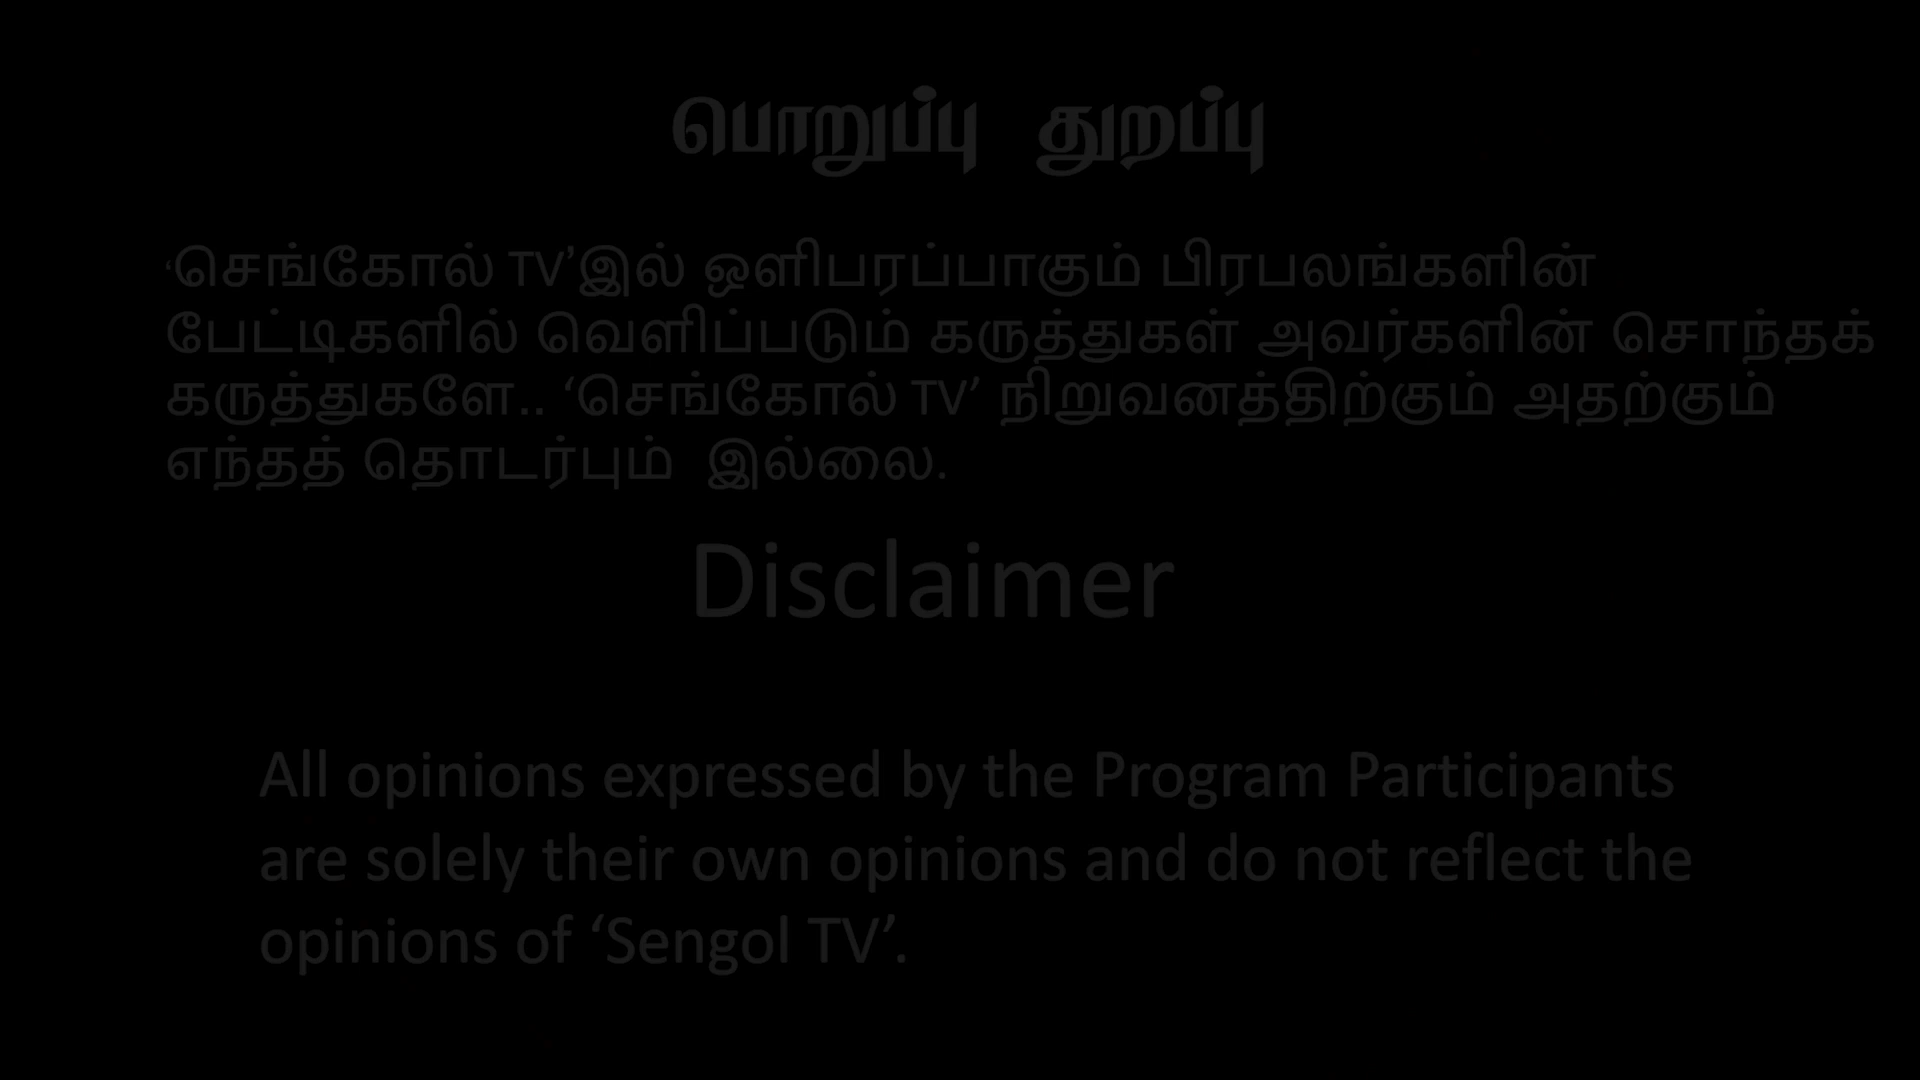 பொறுப்பு துறப்பு
‘செங்கோல் TV’இல் ஒளிபரப்பாகும் பிரபலங்களின்
பேட்டிகளில் வெளிப்படும் கருத்துகள் அவர்களின் சொந்தக்
கருத்துகளே.. ‘செங்கோல் TV’ நிறுவனத்திற்கும் அதற்கும்
எந்தத் தொடர்பும் இல்லை.
Disclaimer
All opinions expressed by the Program Participants
are solely their own opinions and do not reflect the
opinions of ‘Sengol TV’.